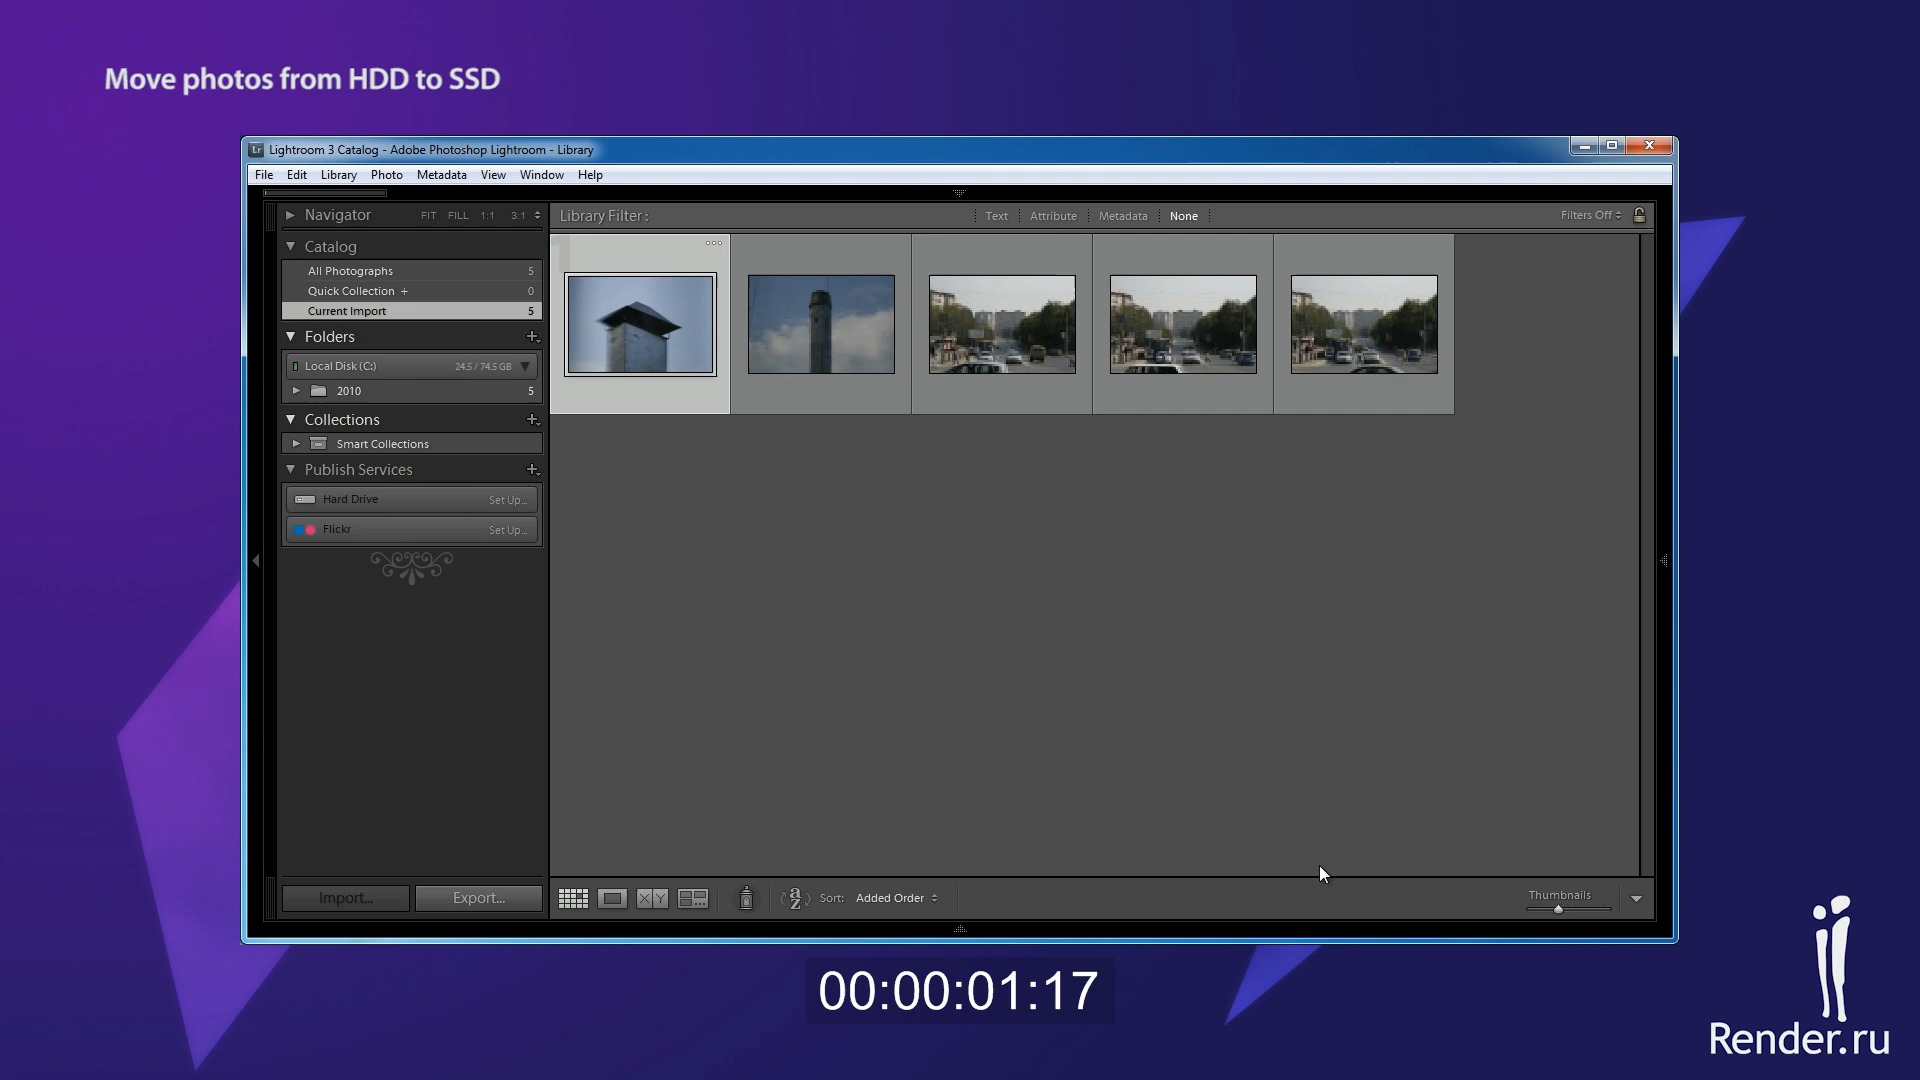 Move photos from HDD to SSD
Lr Lightroom 3 Catalog - Adobe Photoshop Lightroom - Library
File Edit Library Photo Metadata View Window Help
Navigator FIT FILL 1:1 3:1
Library Filter : Text Attribute Metadata None Filters Off
Catalog
All Photographs 5
Quick Collection + 0
Current Import 5
Folders
Local Disk (C:) 24.5 / 74.5 GB
2010 5
Collections
Smart Collections
Publish Services
Hard Drive Set Up...
Flickr Set Up...
1
Import... Export...
XY
a z Sort: Added Order
Thumbnails
00:00:01:17
Render.ru